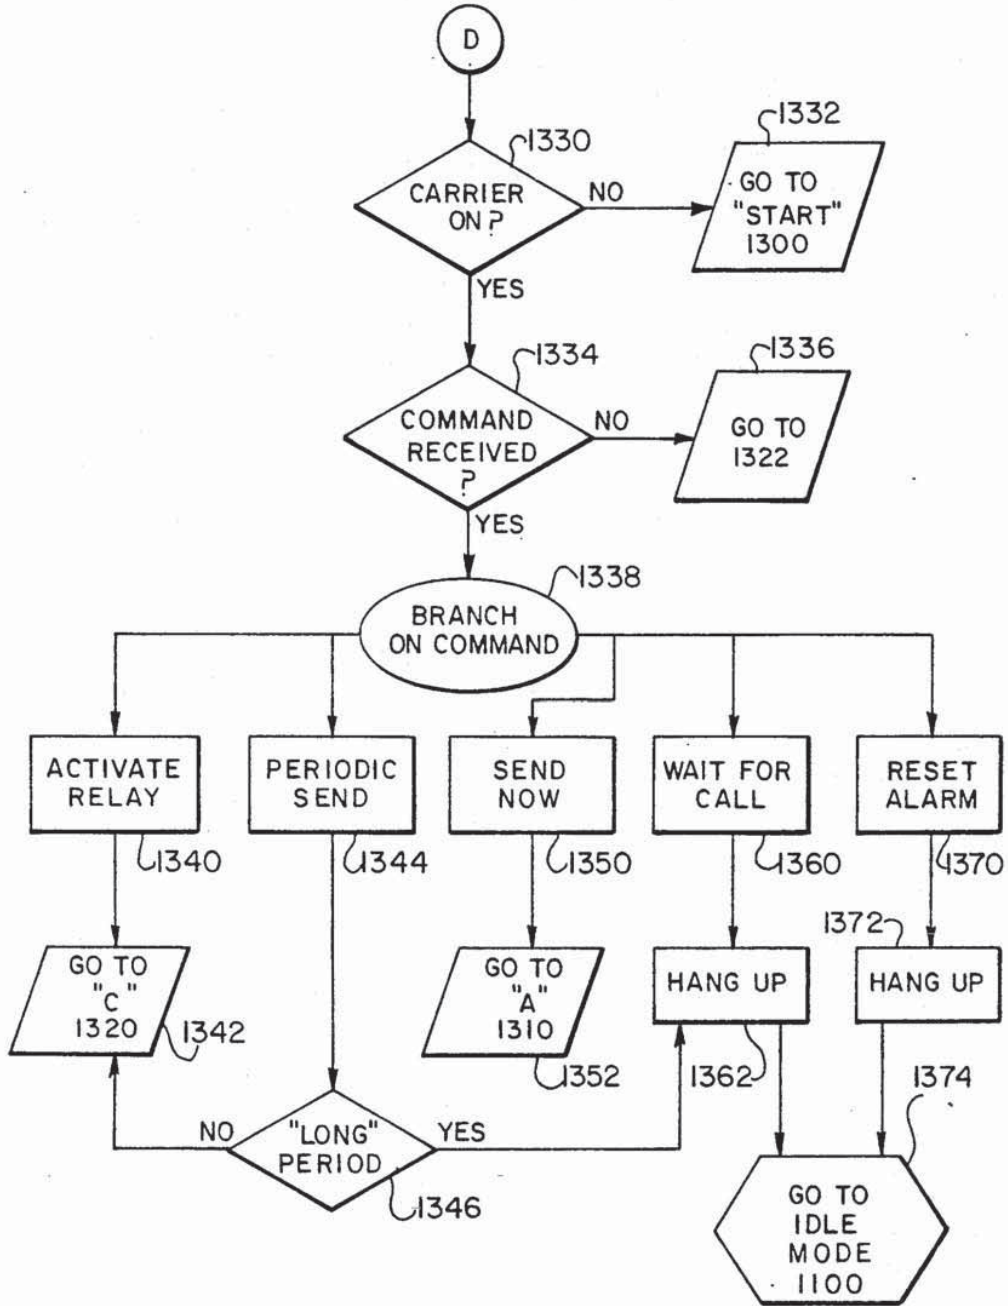 D
1330
CARRIER
ON?
NO
YES
1332
GO TO
"START"
1300
1334
COMMAND
RECEIVED
?
NO
YES
1336
GO TO
1322
1338
BRANCH
ON COMMAND
ACTIVATE
RELAY
1340
PERIODIC
SEND
1344
SEND
NOW
1350
WAIT FOR
CALL
1360
RESET
ALARM
1370
GO TO
"C"
1320
1342
GO TO
"A"
1310
1352
HANG UP
1362
1372
HANG UP
NO
"LONG"
PERIOD
YES
1346
1374
GO TO
IDLE
MODE
1100